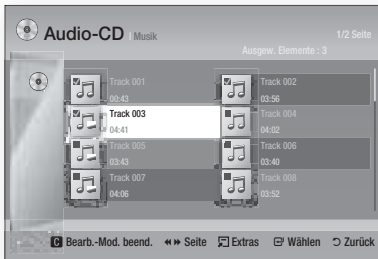 Audio-CD | Musik
1/2 Seite
Ausgew. Elemente : 3
Track 001
00:43
Track 002
03:56
Track 003
04:41
Track 004
04:02
Track 005
03:43
Track 006
03:40
Track 007
04:06
Track 008
03:52
C Bearb.-Mod. beend. Seite Extras Wählen Zurück